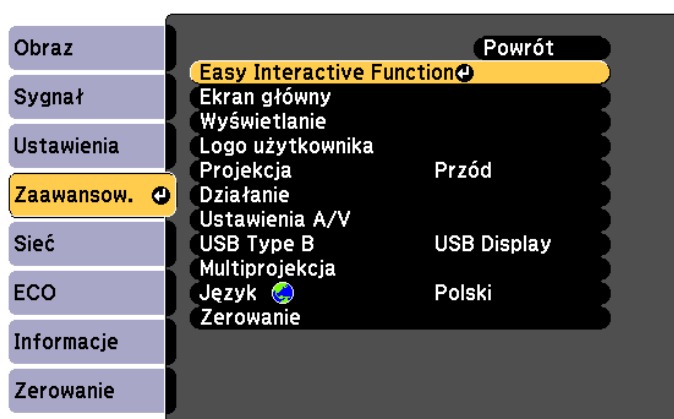 Obraz
Sygnał
Ustawienia
Zaawansow.
Sieć
ECO
Informacje
Zerowanie
Powrót
Easy Interactive Function
Ekran główny
Wyświetlanie
Logo użytkownika
Projekcja Przód
Działanie
Ustawienia A/V
USB Type B USB Display
Multiprojekcja
Język Polski
Zerowanie